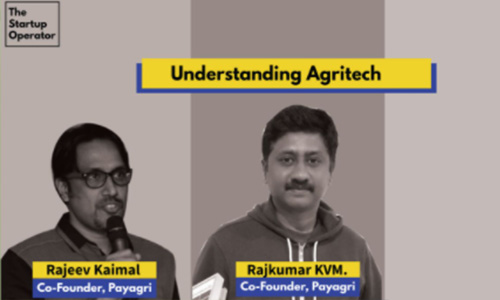 The
Startup
Operator
Understanding Agritech
Rajeev Kaimal
Co-Founder, Payagri
Rajkumar KVM.
Co-Founder, Payagri